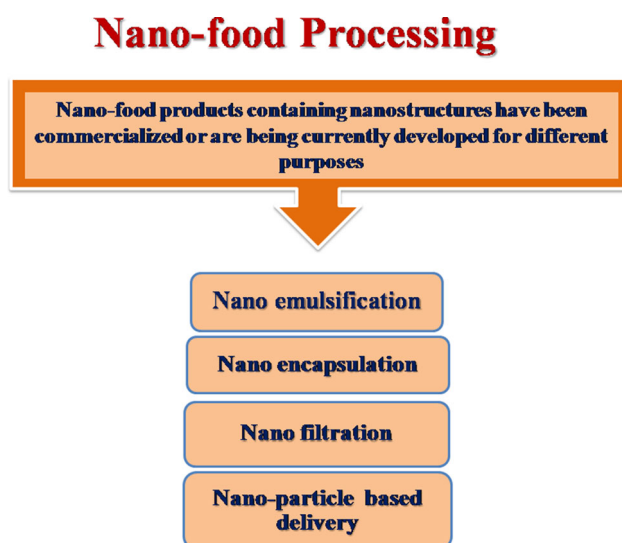 Nano-food Processing
Nano-food products containing nanostructures have been
commercialized or are being currently developed for different
purposes
Nano emulsification
Nano encapsulation
Nano filtration
Nano-particle based
delivery